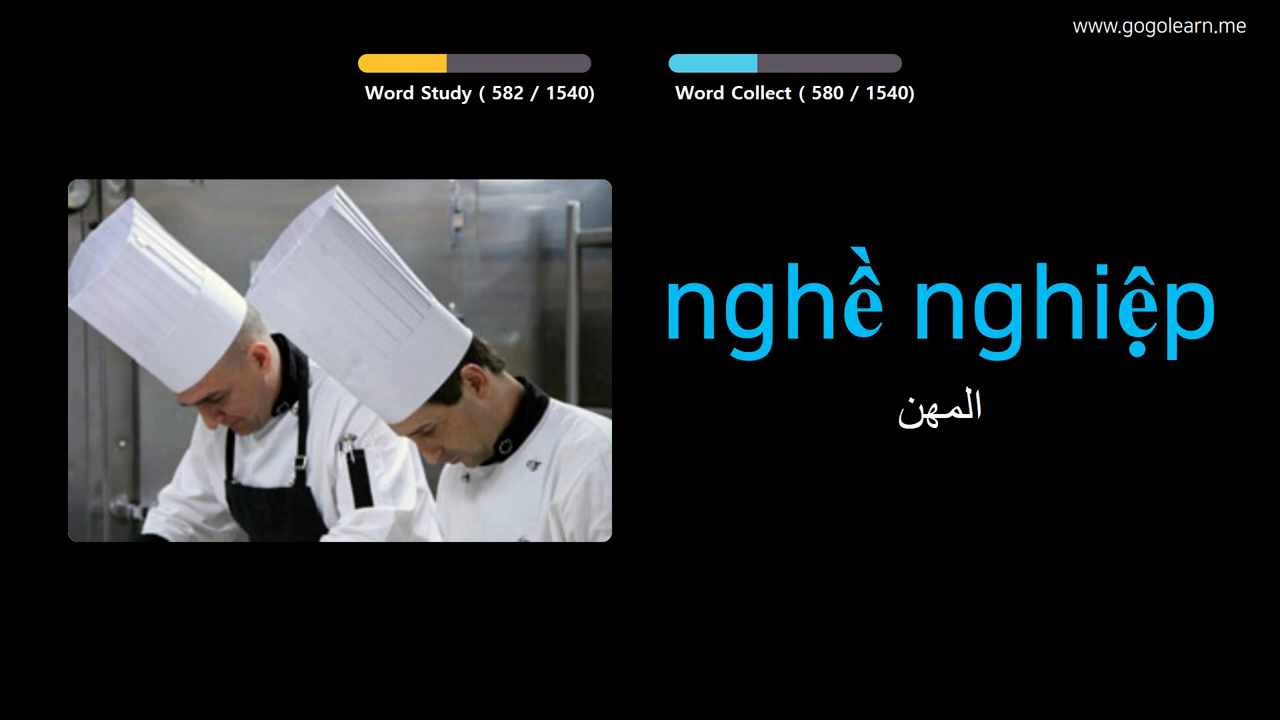 www.gogolearn.me
Word Study ( 582 / 1540)
Word Collect ( 580 / 1540)
nghề nghiệp
المهن